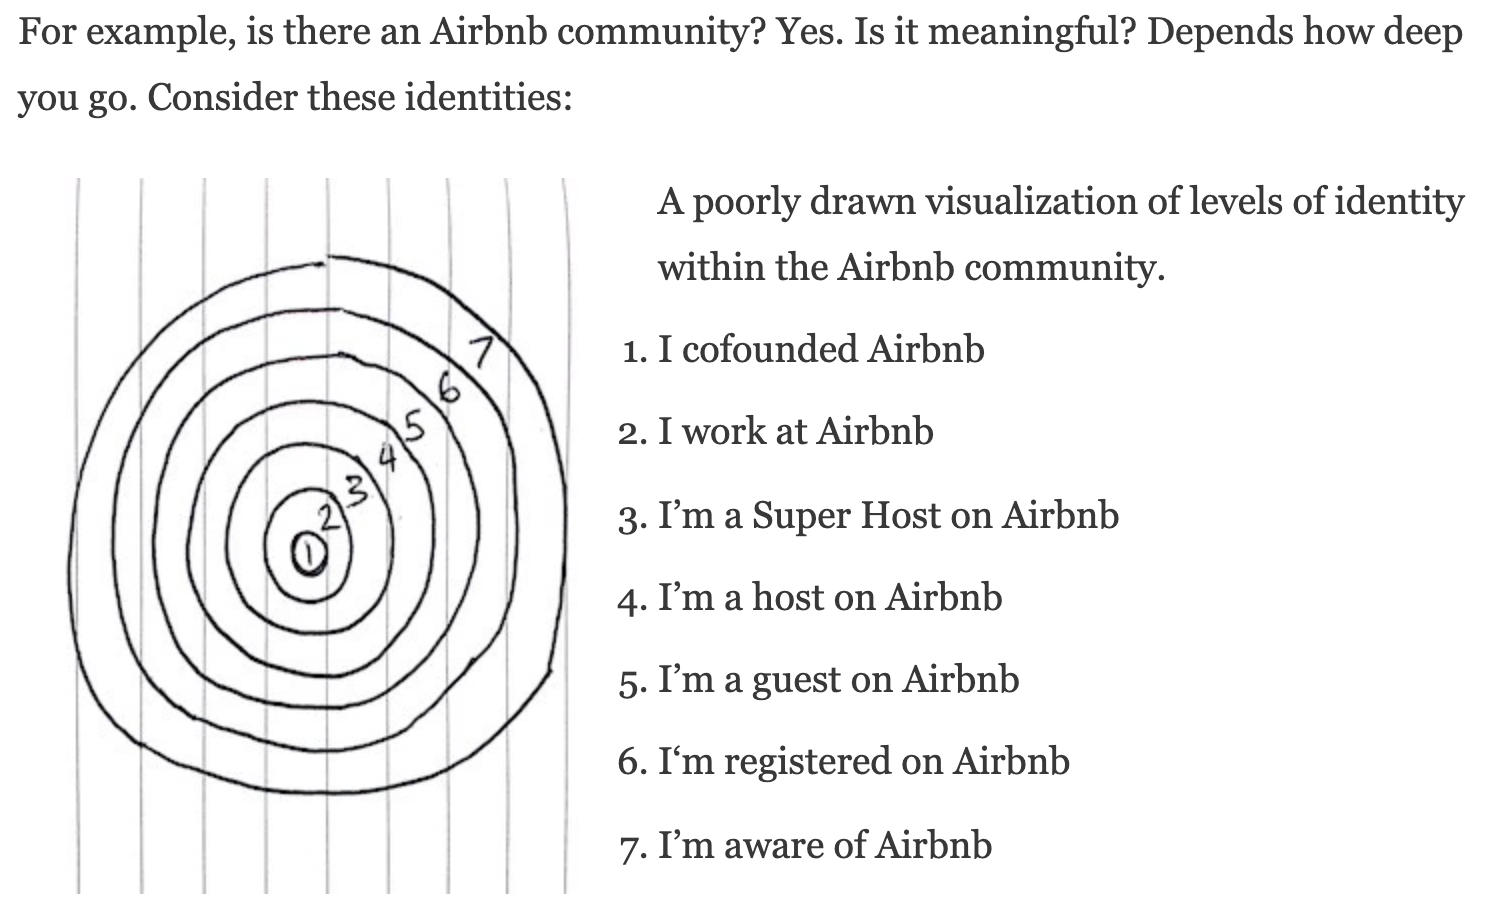 For example, is there an Airbnb community? Yes. Is it meaningful? Depends how deep
you go. Consider these identities:
A poorly drawn visualization of levels of identity
within the Airbnb community.
1. I cofounded Airbnb
2. I work at Airbnb
3. I’m a Super Host on Airbnb
4. I’m a host on Airbnb
5. I’m a guest on Airbnb
6. I‘m registered on Airbnb
7. I’m aware of Airbnb
7
6
5
4
3
2
1